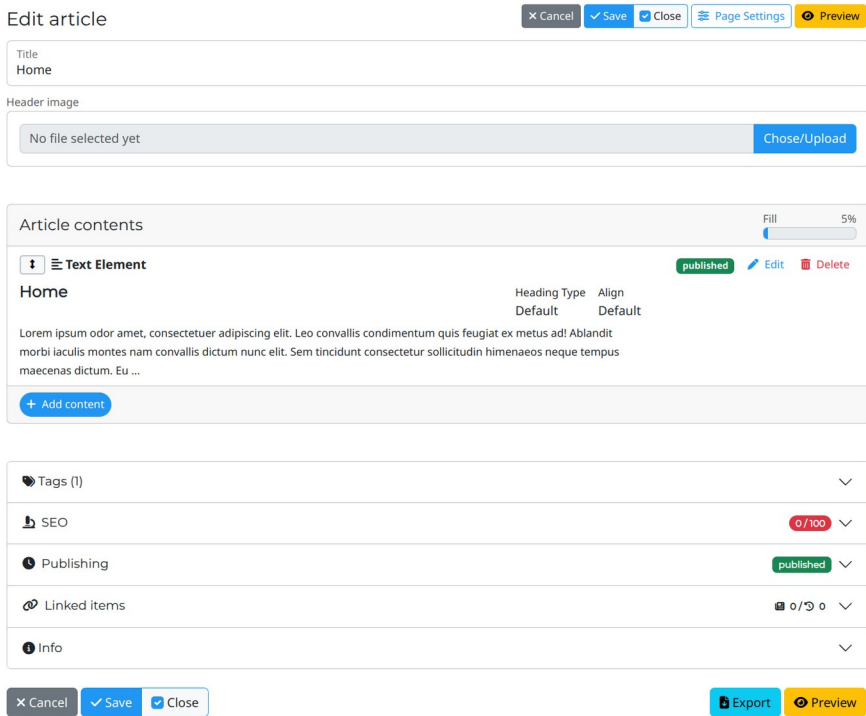 Edit article
Cancel Save Close Page Settings Preview
Title
Home
Header image
No file selected yet Chose/Upload
Article contents Fill 5%
Text Element published Edit Delete
Home Heading Type Align
Default Default
Lorem ipsum odor amet, consectetuer adipiscing elit. Leo convallis condimentum quis feugiat ex metus ad! Ablandit
morbi iaculis montes nam convallis dictum nunc elit. Sem tincidunt consectetur sollicitudin himenaeos neque tempus
maecenas dictum. Eu ...
+ Add content
Tags (1)
SEO 0/100
Publishing published
Linked items 0/ 0
Info
Cancel Save Close Export Preview